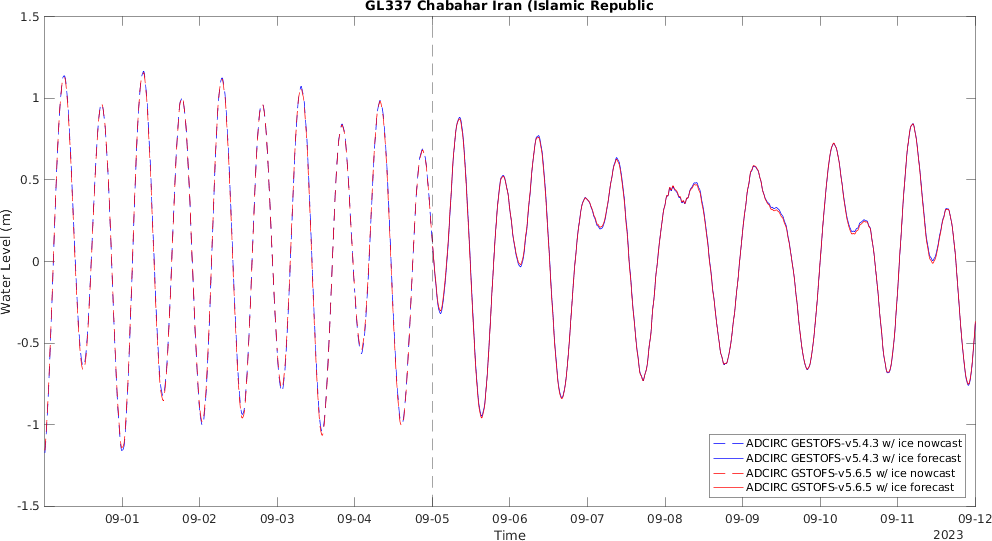 GL337 Chabahar Iran (Islamic Republic
1.5
1
0.5
0
-0.5
-1
-1.5
Water Level (m)
09-01 09-02 09-03 09-04 09-05 09-06 09-07 09-08 09-09 09-10 09-11 09-12
Time
2023
ADCIRC GESTOFS-v5.4.3 w/ ice nowcast
ADCIRC GESTOFS-v5.4.3 w/ ice forecast
ADCIRC GSTOFS-v5.6.5 w/ ice nowcast
ADCIRC GSTOFS-v5.6.5 w/ ice forecast